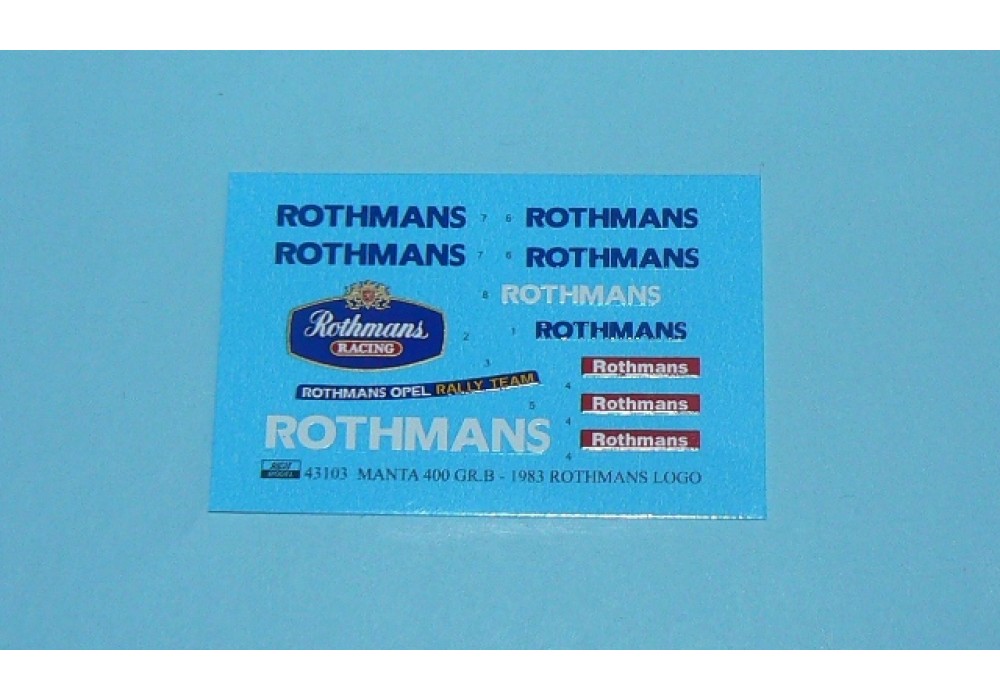 ROTHMANS 7 6 ROTHMANS
ROTHMANS 7 6 ROTHMANS
8 ROTHMANS
Rothmans
RACING
2
1 ROTHMANS
3
Rothmans
4
ROTHMANS OPEL RALLY TEAM
5
Rothmans
4
ROTHMANS
Rothmans
4
43103 MANTA 400 GR.B - 1983 ROTHMANS LOGO